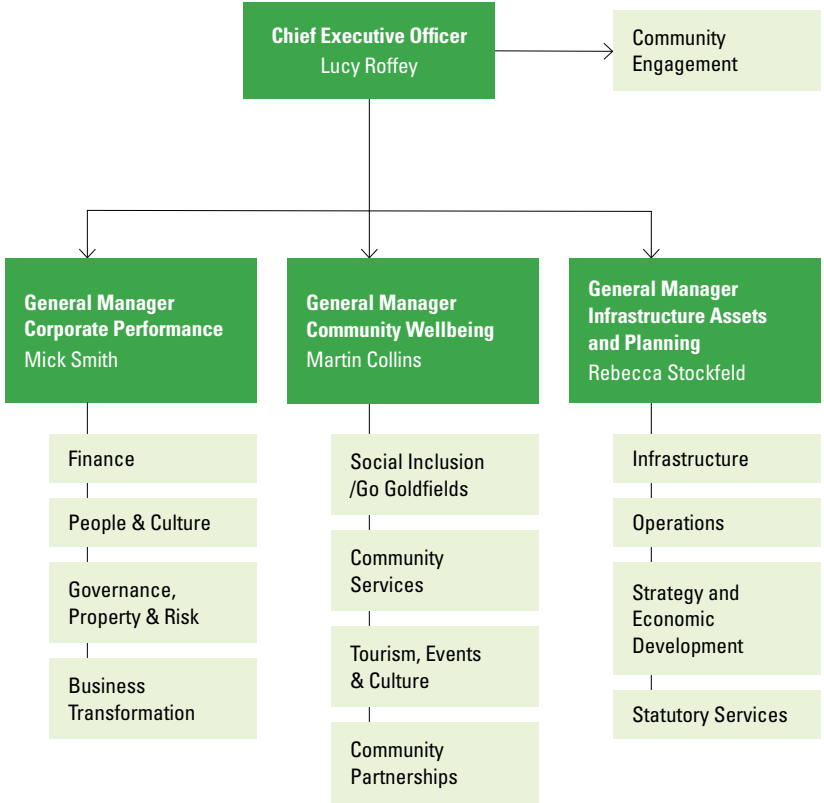 Chief Executive Officer
Lucy Roffey
Community
Engagement
General Manager
Corporate Performance
Mick Smith
Finance
People & Culture
Governance,
Property & Risk
Business
Transformation
General Manager
Community Wellbeing
Martin Collins
Social Inclusion
/Go Goldfields
Community
Services
Tourism, Events
& Culture
Community
Partnerships
General Manager
Infrastructure Assets
and Planning
Rebecca Stockfeld
Infrastructure
Operations
Strategy and
Economic
Development
Statutory Services